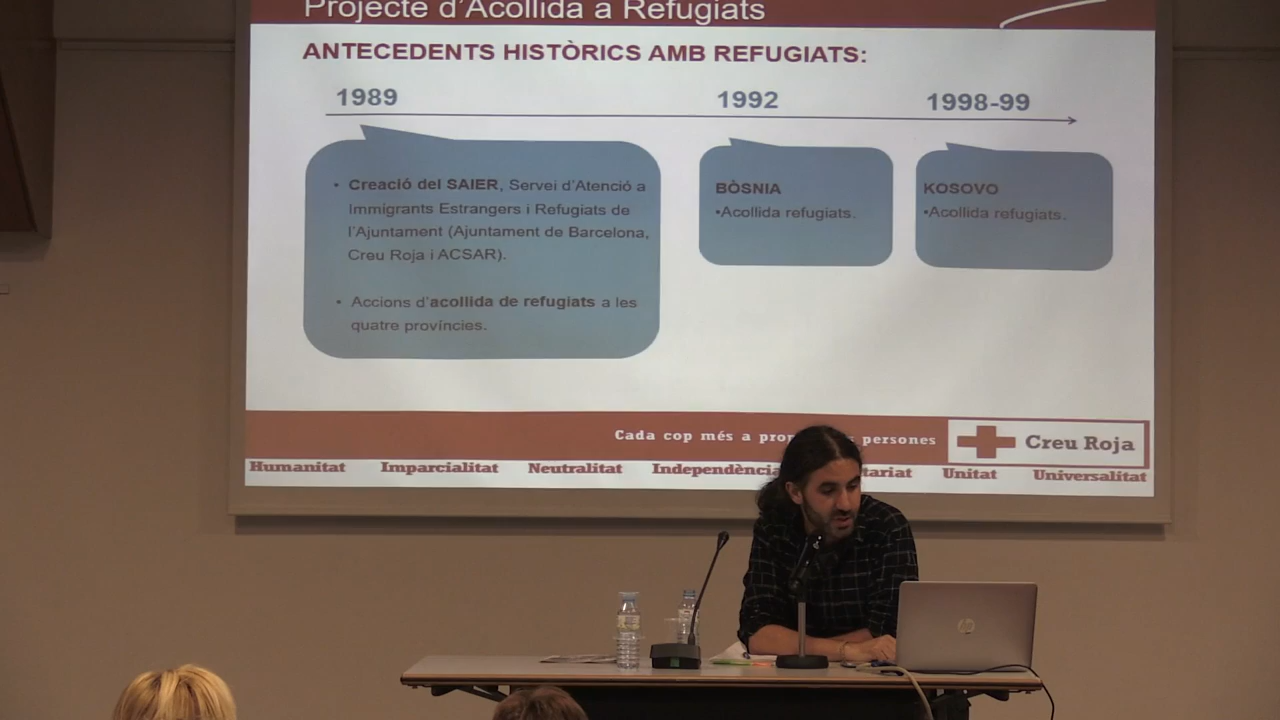 Projecte d'Acollida a Refugiats
ANTECEDENTS HISTÒRICS AMB REFUGIATS:
1989
1992
1998-99
• Creació del SAIER, Servei d'Atenció a
Immigrants Estrangers i Refugiats de
l'Ajuntament (Ajuntament de Barcelona,
Creu Roja i ACSAR).
• Accions d'acollida de refugiats a les
quatre províncies.
BÒSNIA
•Acollida refugiats.
KOSOVO
•Acollida refugiats.
Cada cop més a persones
Creu Roja
Humanitat Imparcialitat Neutralitat Independència Unitat Universalitat
hp